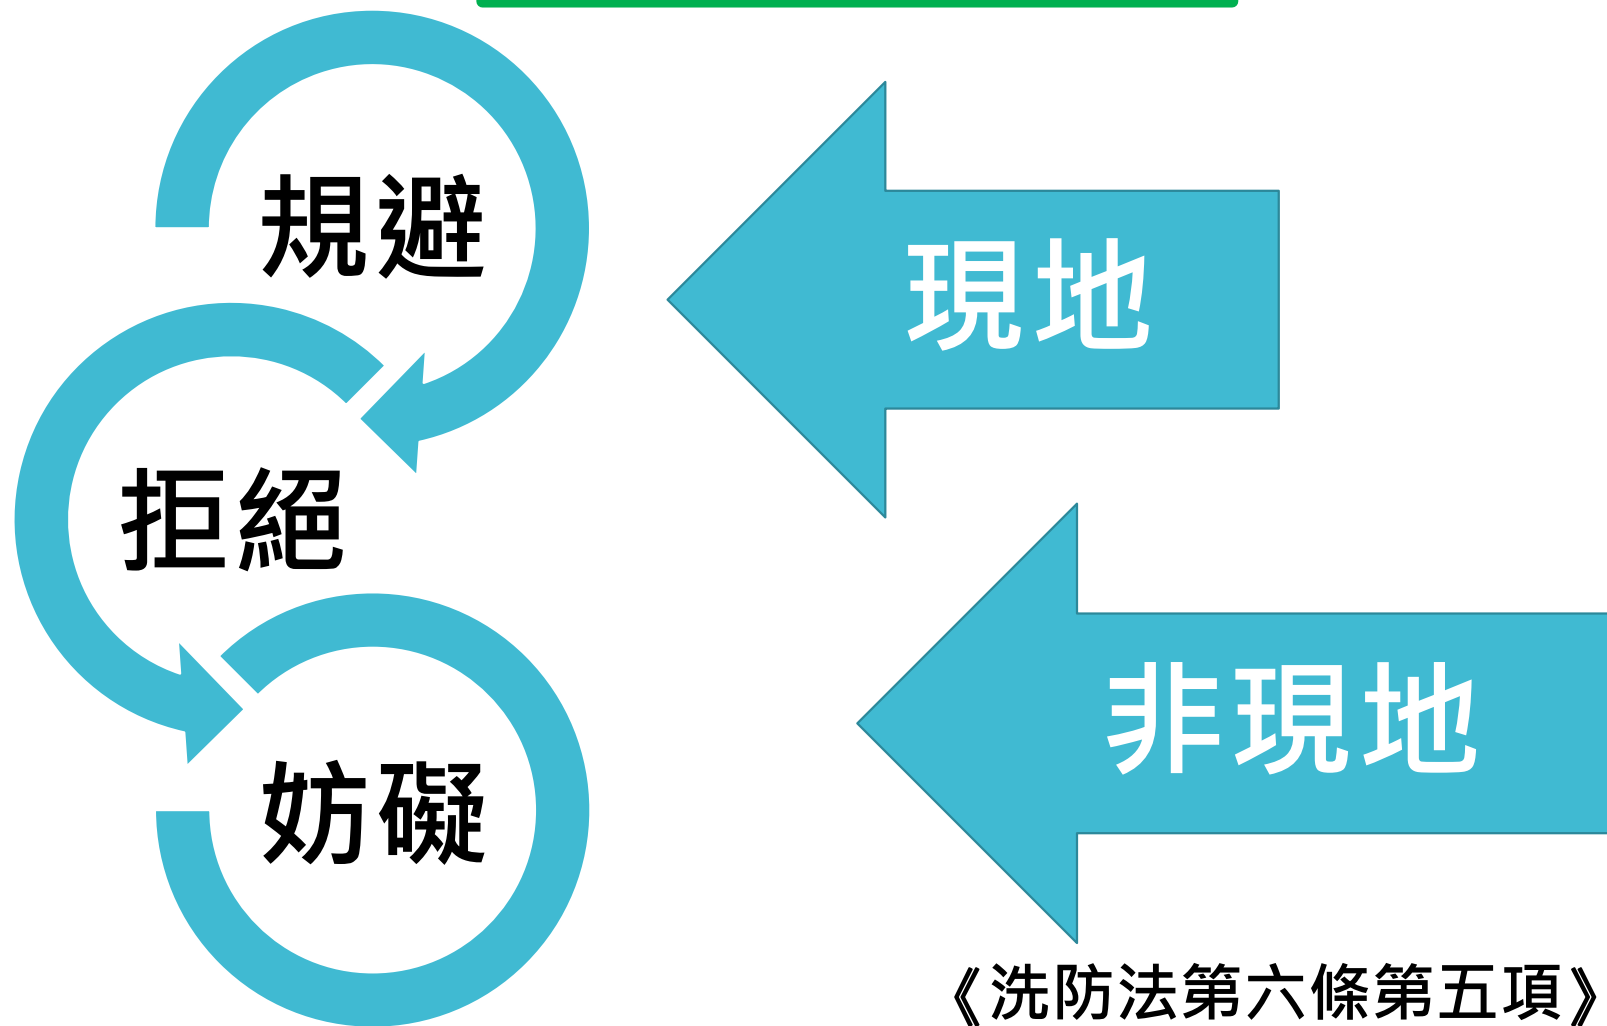 規避
現地
拒絕
非現地
妨礙
《洗防法第六條第五項》